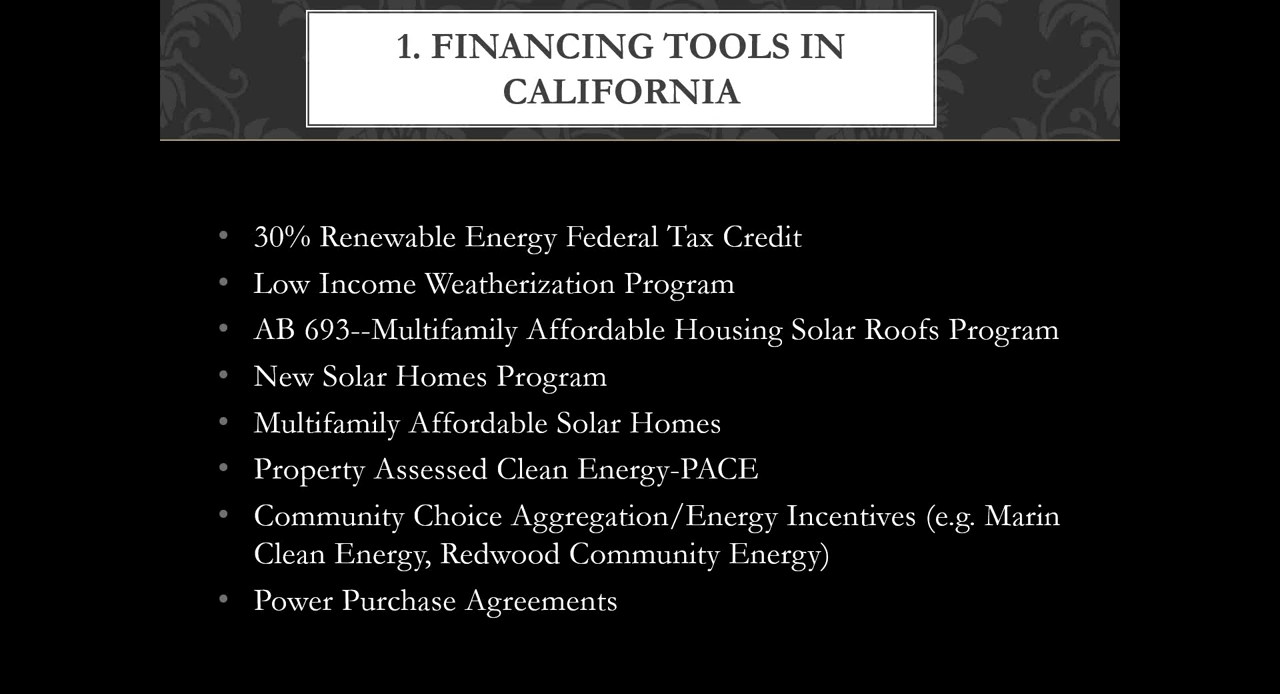 1. FINANCING TOOLS IN
CALIFORNIA
• 30% Renewable Energy Federal Tax Credit
• Low Income Weatherization Program
• AB 693--Multifamily Affordable Housing Solar Roofs Program
• New Solar Homes Program
• Multifamily Affordable Solar Homes
• Property Assessed Clean Energy-PACE
• Community Choice Aggregation/Energy Incentives (e.g. Marin
Clean Energy, Redwood Community Energy)
• Power Purchase Agreements